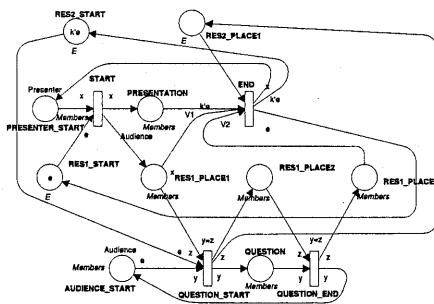 RES2_START
k'e
E
E
RES2_PLACE1
START
PRESENTATION
END
Presenter
x
x
k'e
x
k'e
Members
Members
V1
PRESENTER_START
Audience
V2
e
e
RES1_START
x
RES1_PLACE1
RES1_PLACE2
RES1_PLACE
e
E
Members
Members
Members
y=z
y=z
Audience
e
z
z
QUESTION
z
z
Members
e
y
y
y
y
AUDIENCE_START
QUESTION_START
Members
QUESTION_END